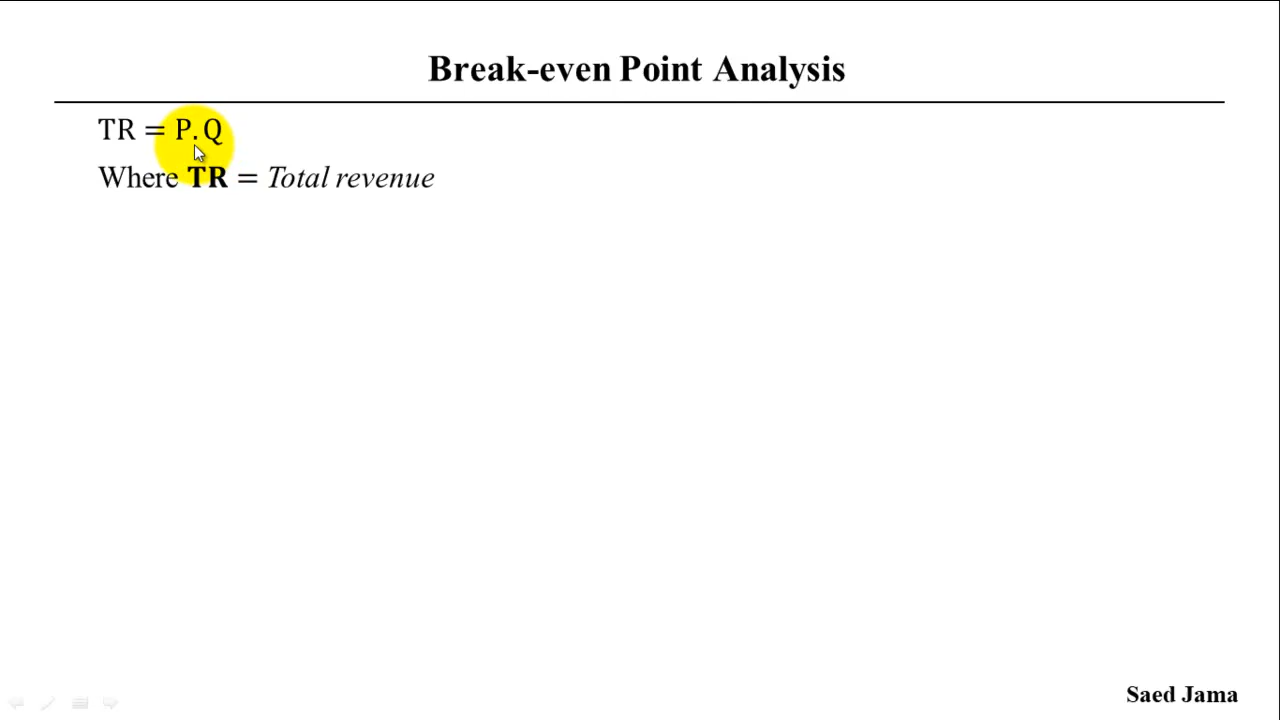 Break-even Point Analysis
TR = P.Q
Where TR = Total revenue
Saed Jama